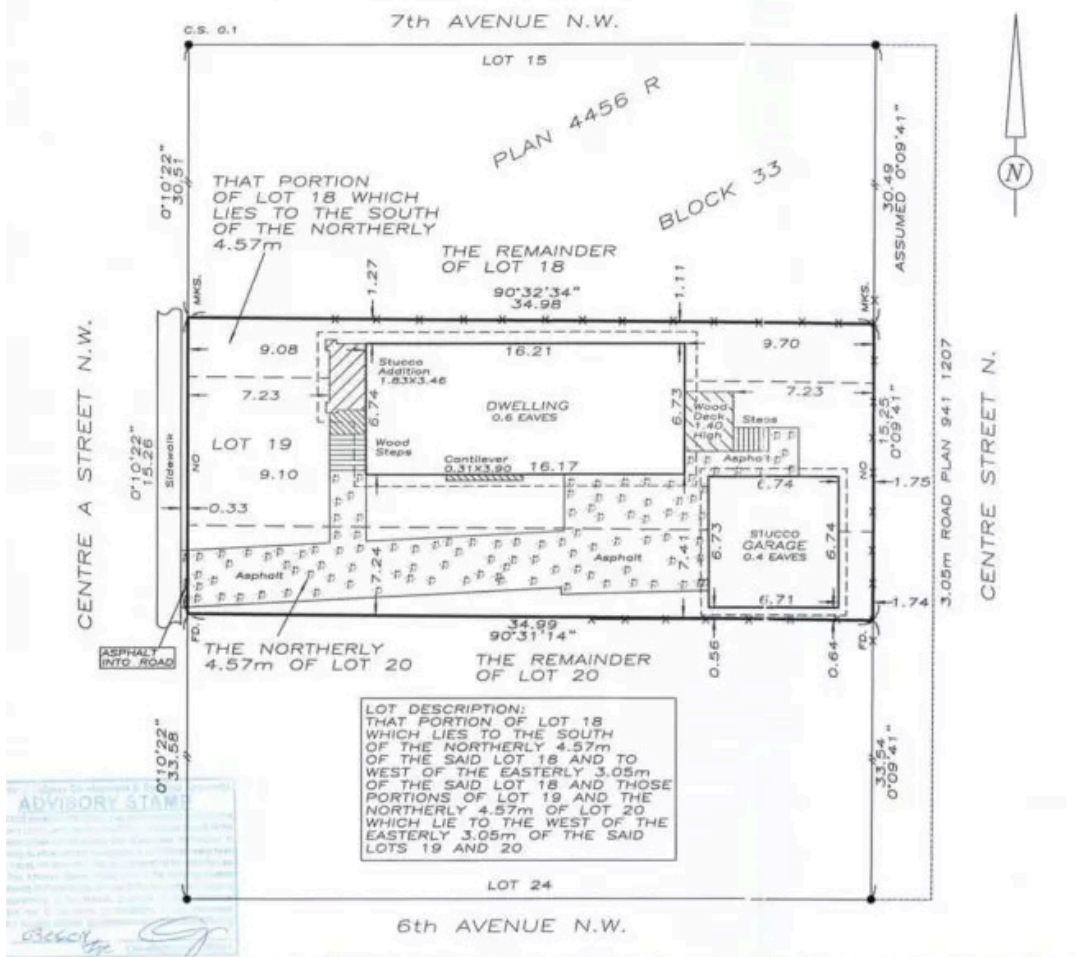 7th AVENUE N.W.
C.S. 0.1
LOT 15
PLAN 4456 R
BLOCK 33
N
0°10'22"
30.51
30.49
ASSUMED 0°09'41"
THAT PORTION
OF LOT 18 WHICH
LIES TO THE SOUTH
OF THE NORTHERLY
4.57m
THE REMAINDER
OF LOT 18
1.27
1.11
90°32'34"
34.98
MKS.
MKS.
CENTRE A STREET N.W.
Sidewalk
0°10'22"
15.26
9.08
16.21
9.70
Stucco
Addition
1.83X3.46
7.23
6.74
DWELLING
0.6 EAVES
6.73
Wood
Deck
1.40
High
7.23
Steps
15.25
0°09'41"
3.05m ROAD PLAN 941 1207
CENTRE STREET N.
LOT 19
NO
9.10
Wood
Steps
Cantilever
0.31X3.90
16.17
Asphalt
NO
1.75
0.33
6.74
6.73
STUCCO
GARAGE
0.4 EAVES
6.74
Asphalt
7.24
Asphalt
7.41
6.71
1.74
FD.
34.99
90°31'14"
FD.
ASPHALT
INTO ROAD
THE NORTHERLY
4.57m OF LOT 20
THE REMAINDER
OF LOT 20
0.56
0.64
LOT DESCRIPTION:
THAT PORTION OF LOT 18
WHICH LIES TO THE SOUTH
OF THE NORTHERLY 4.57m
OF THE SAID LOT 18 AND TO
WEST OF THE EASTERLY 3.05m
OF THE SAID LOT 18 AND THOSE
PORTIONS OF LOT 19 AND THE
NORTHERLY 4.57m OF LOT 20
WHICH LIE TO THE WEST OF THE
EASTERLY 3.05m OF THE SAID
LOTS 19 AND 20
0°10'22"
33.58
33.54
0°09'41"
ADVISORY STAMP
LOT 24
6th AVENUE N.W.